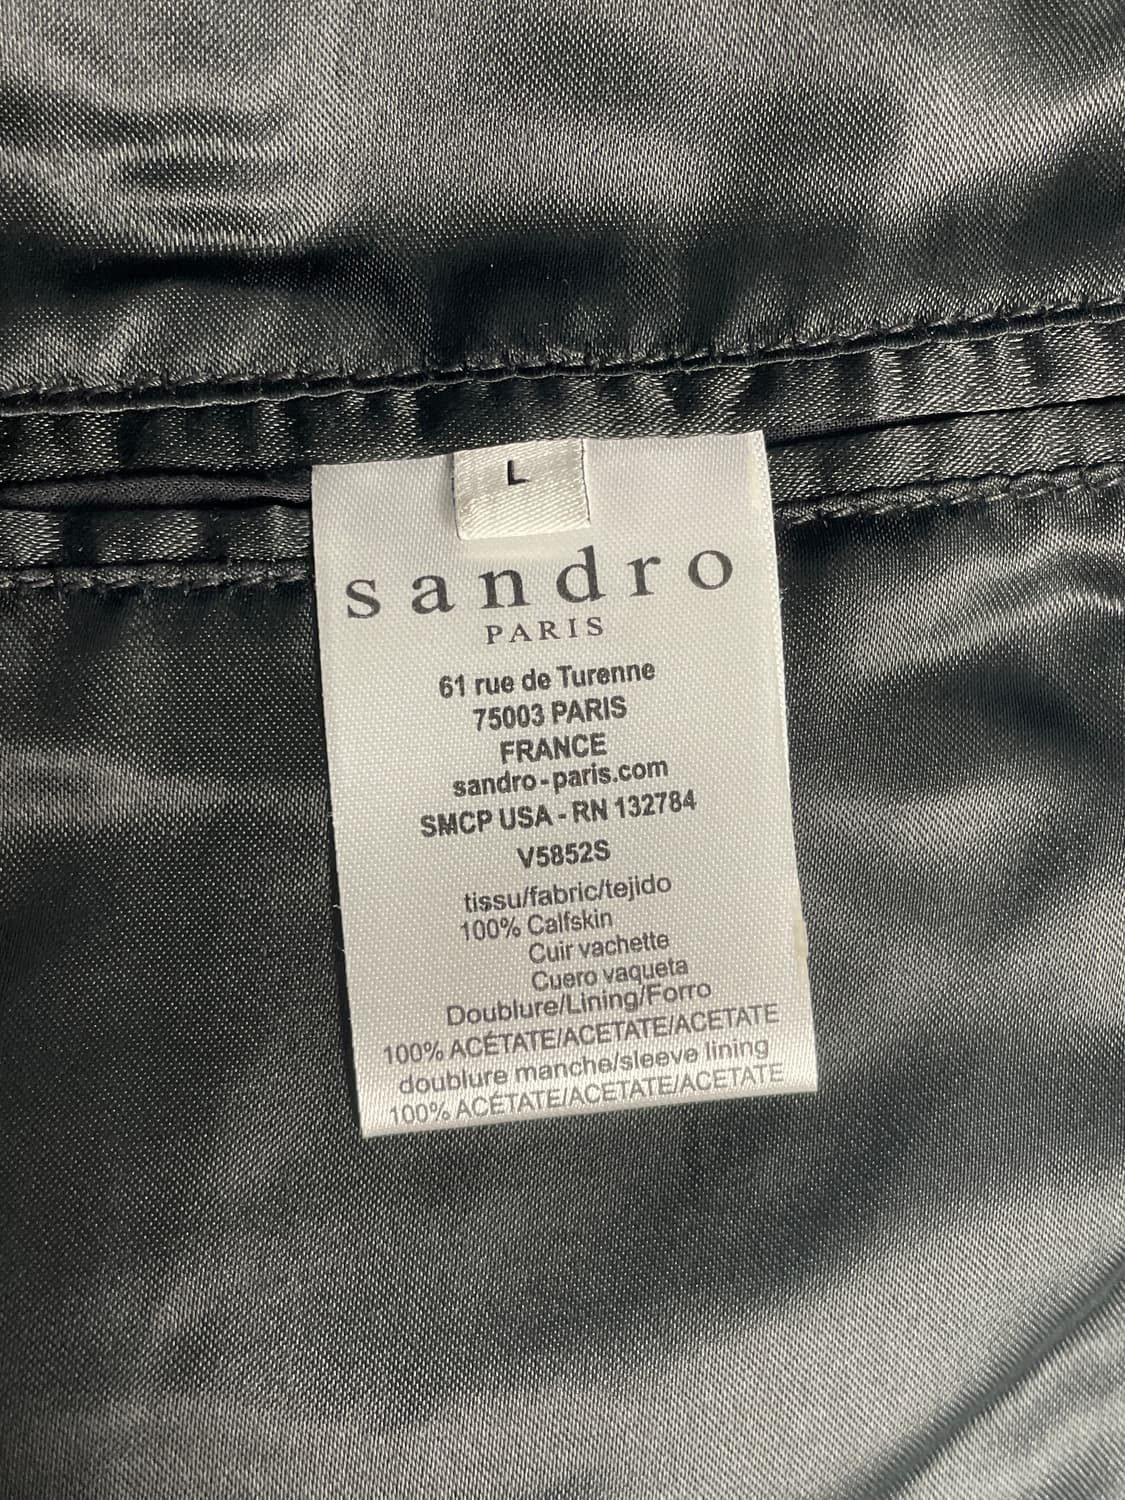 L
sandro
PARIS
61 rue de Turenne
75003 PARIS
FRANCE
sandro-paris.com
SMCP USA - RN 132784
V5852S
tissu/fabric/tejido
100% Calfskin
Cuir vachette
Cuero vaqueta
Doublure/Lining/Forro
100% ACÉTATE/ACETATE/ACETATE
doublure manche/sleeve lining
100% ACÉTATE/ACETATE/ACETATE